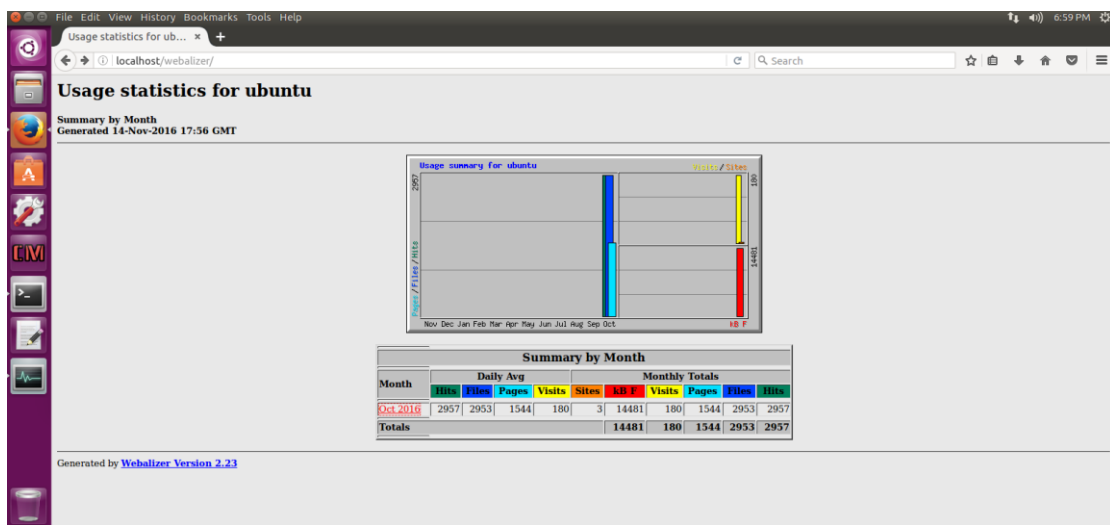 File Edit View History Bookmarks Tools Help
6:59 PM
Usage statistics for ub... × +
localhost/webalizer/
Search
Usage statistics for ubuntu
Summary by Month
Generated 14-Nov-2016 17:56 GMT
Usage summary for ubuntu
Visits/Sites
2957
180
Pages/Files/Hits
14481
Nov Dec Jan Feb Mar Apr May Jun Jul Aug Sep Oct
kB F
Summary by Month
Month
Daily Avg
Monthly Totals
Hits Files Pages Visits Sites kB F Visits Pages Files Hits
Oct 2016 2957 2953 1544 180 3 14481 180 1544 2953 2957
Totals 14481 180 1544 2953 2957
Generated by Webalizer Version 2.23